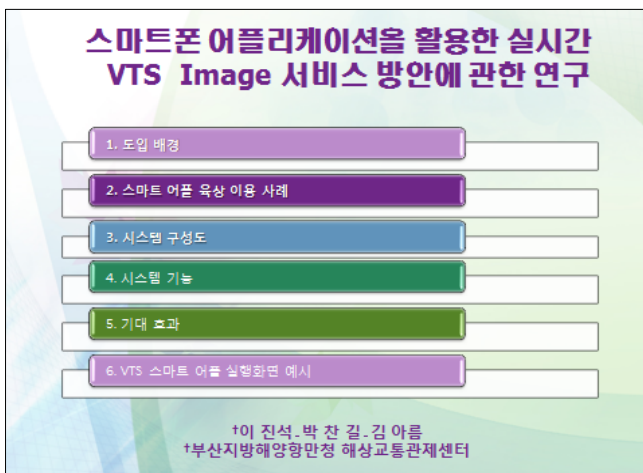 스마트폰 어플리케이션을 활용한 실시간
VTS Image 서비스 방안에 관한 연구
1. 도입 배경
2. 스마트 어플 육상 이용 사례
3. 시스템 구성도
4. 시스템 기능
5. 기대 효과
6. VTS 스마트 어플 실행화면 예시
†이 진석.박 찬 길.김 아름
†부산지방해양항만청 해상교통관제센터